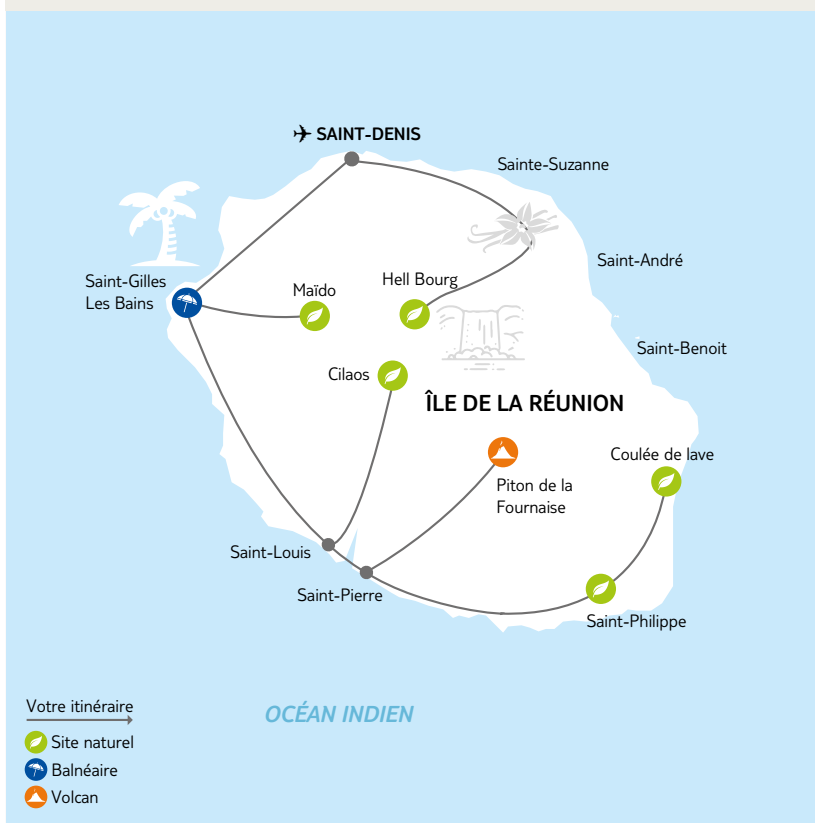 SAINT-DENIS
Sainte-Suzanne
Saint-André
Saint-Gilles
Les Bains
Maïdo
Hell Bourg
Saint-Benoit
Cilaos
ÎLE DE LA RÉUNION
Coulée de lave
Piton de la
Fournaise
Saint-Louis
Saint-Pierre
Saint-Philippe
Votre itinéraire
OCÉAN INDIEN
Site naturel
Balnéaire
Volcan